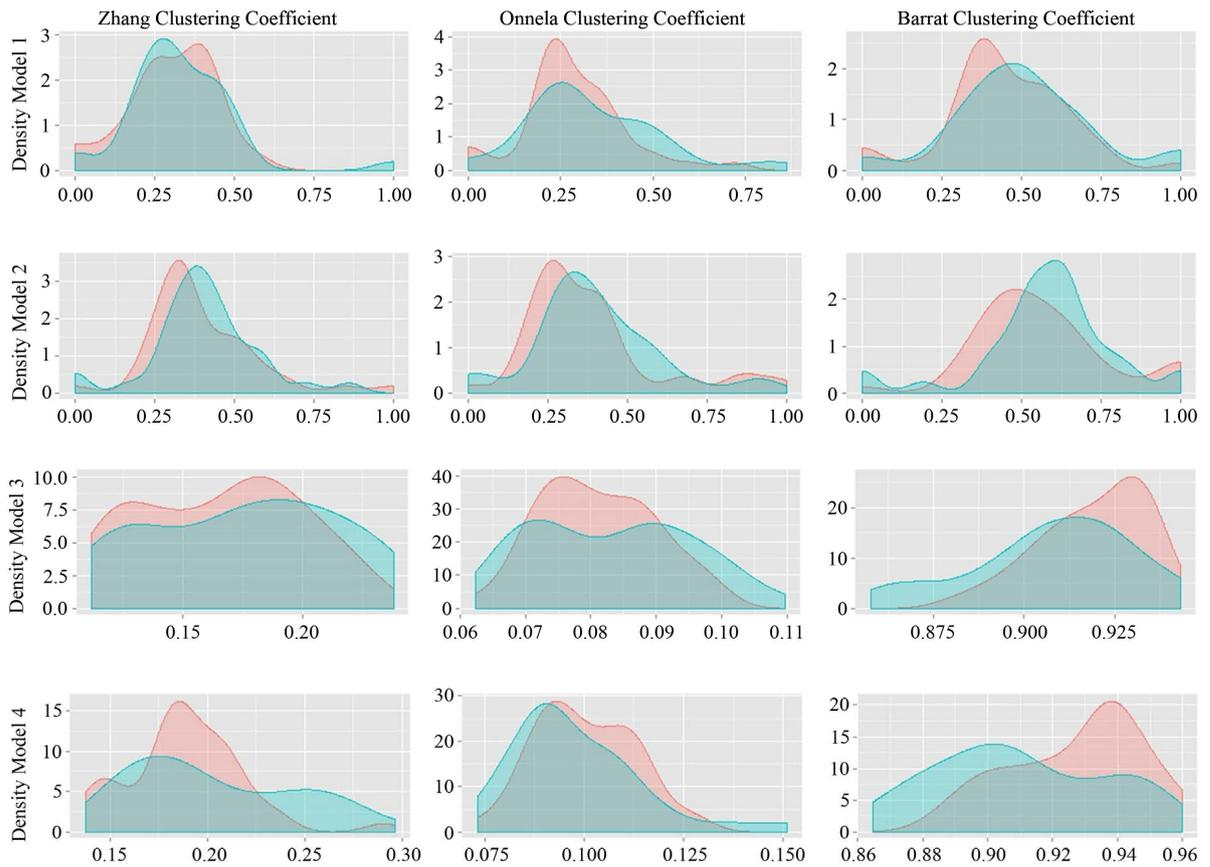 Zhang Clustering Coefficient Onnela Clustering Coefficient Barrat Clustering Coefficient
Density Model 1
3 2 1 0
0.00 0.25 0.50 0.75 1.00
4 3 2 1 0
0.00 0.25 0.50 0.75
2 1 0
0.00 0.25 0.50 0.75 1.00
Density Model 2
3 2 1 0
0.00 0.25 0.50 0.75 1.00
3 2 1 0
0.00 0.25 0.50 0.75 1.00
2 1 0
0.00 0.25 0.50 0.75 1.00
Density Model 3
10.0 7.5 5.0 2.5 0.0
0.15 0.20
40 30 20 10 0
0.06 0.07 0.08 0.09 0.10 0.11
20 10 0
0.875 0.900 0.925
Density Model 4
15 10 5 0
0.15 0.20 0.25 0.30
30 20 10 0
0.075 0.100 0.125 0.150
20 15 10 5 0
0.86 0.88 0.90 0.92 0.94 0.96